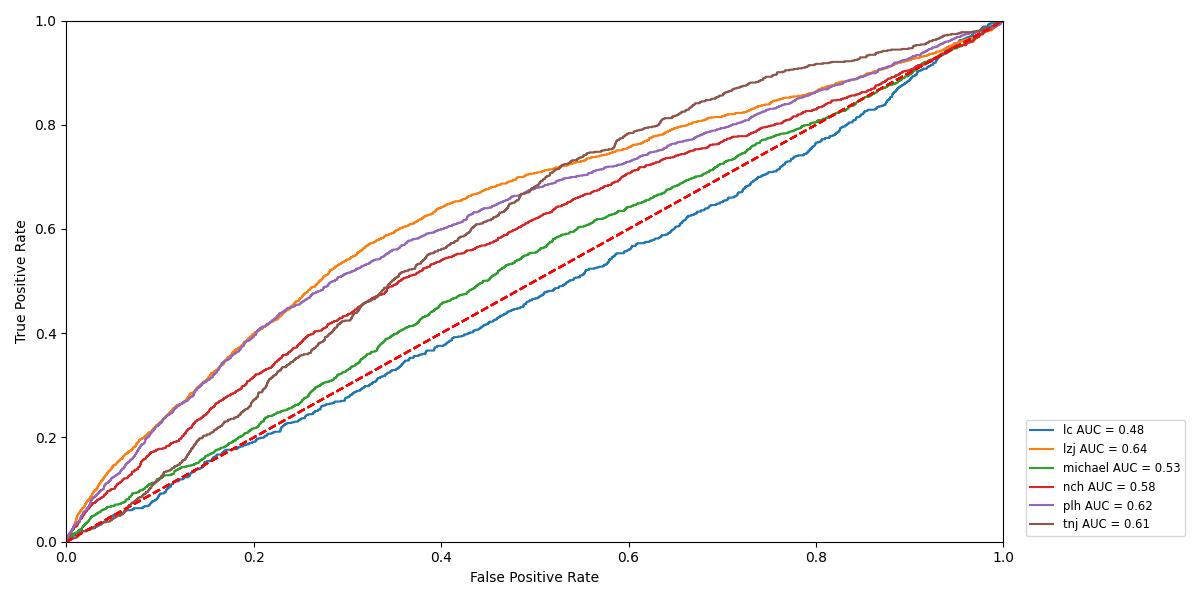 1.0
0.8
0.6
0.4
0.2
0.0
True Positive Rate
0.0 0.2 0.4 0.6 0.8 1.0
False Positive Rate
lc AUC = 0.48
lzj AUC = 0.64
michael AUC = 0.53
nch AUC = 0.58
plh AUC = 0.62
tnj AUC = 0.61